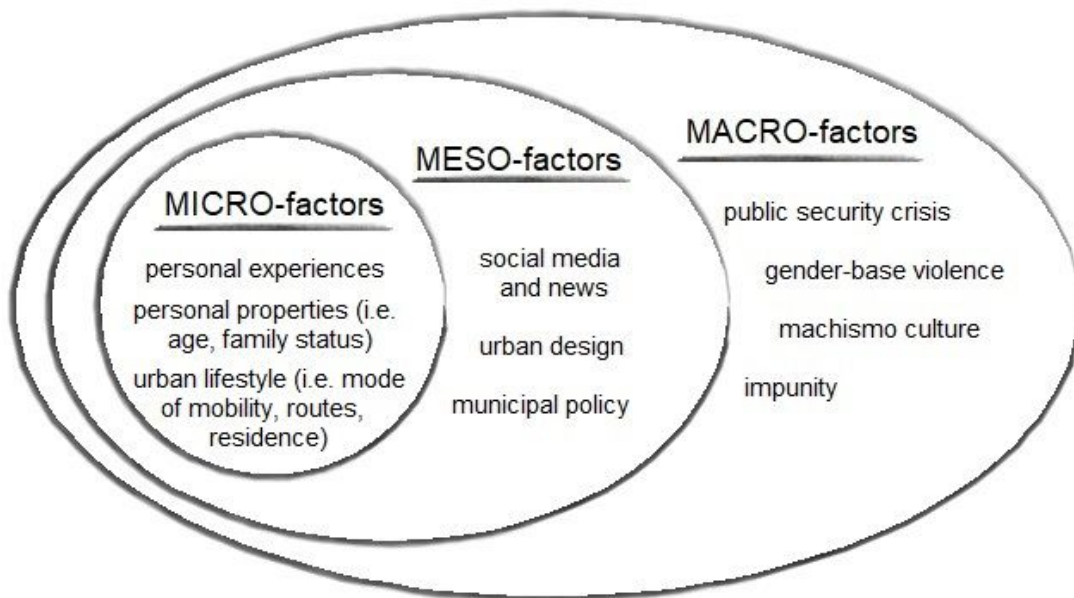 MICRO-factors
personal experiences
personal properties (i.e.
age, family status)
urban lifestyle (i.e. mode
of mobility, routes,
residence)
MESO-factors
social media
and news
urban design
municipal policy
MACRO-factors
public security crisis
gender-base violence
machismo culture
impunity